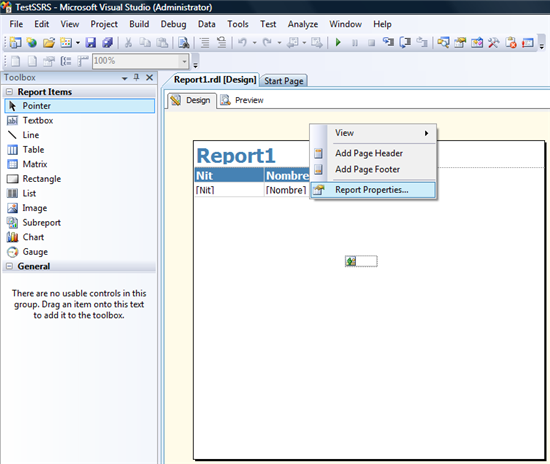 TestSSRS - Microsoft Visual Studio (Administrator)
File Edit View Project Build Debug Data Tools Test Analyze Window Help
100%
Toolbox
Report Items
Pointer
Textbox
Line
Table
Matrix
Rectangle
List
Image
Subreport
Chart
Gauge
General
There are no usable controls in this
group. Drag an item onto this text
to add it to the toolbox.
Report1.rdl [Design] Start Page
Design Preview
Report1
Nit Nombre
[Nit] [Nombre]
View
Add Page Header
Add Page Footer
Report Properties...